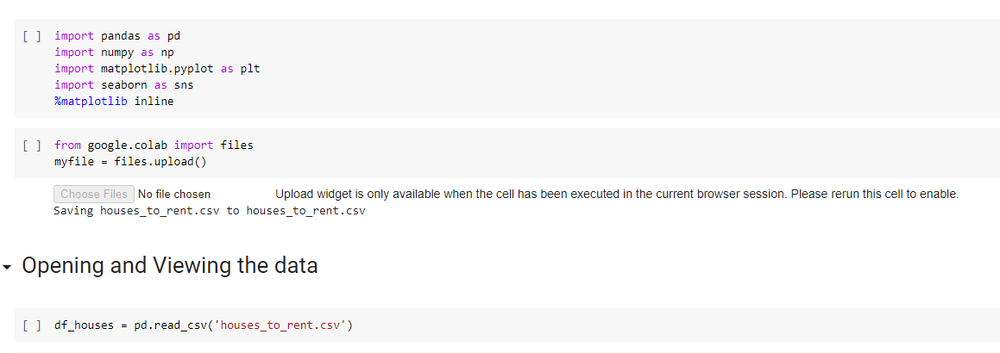 [ ] import pandas as pd
import numpy as np
import matplotlib.pyplot as plt
import seaborn as sns
%matplotlib inline
[ ] from google.colab import files
myfile = files.upload()
Choose Files No file chosen Upload widget is only available when the cell has been executed in the current browser session. Please rerun this cell to enable.
Saving houses_to_rent.csv to houses_to_rent.csv
Opening and Viewing the data
[ ] df_houses = pd.read_csv('houses_to_rent.csv')